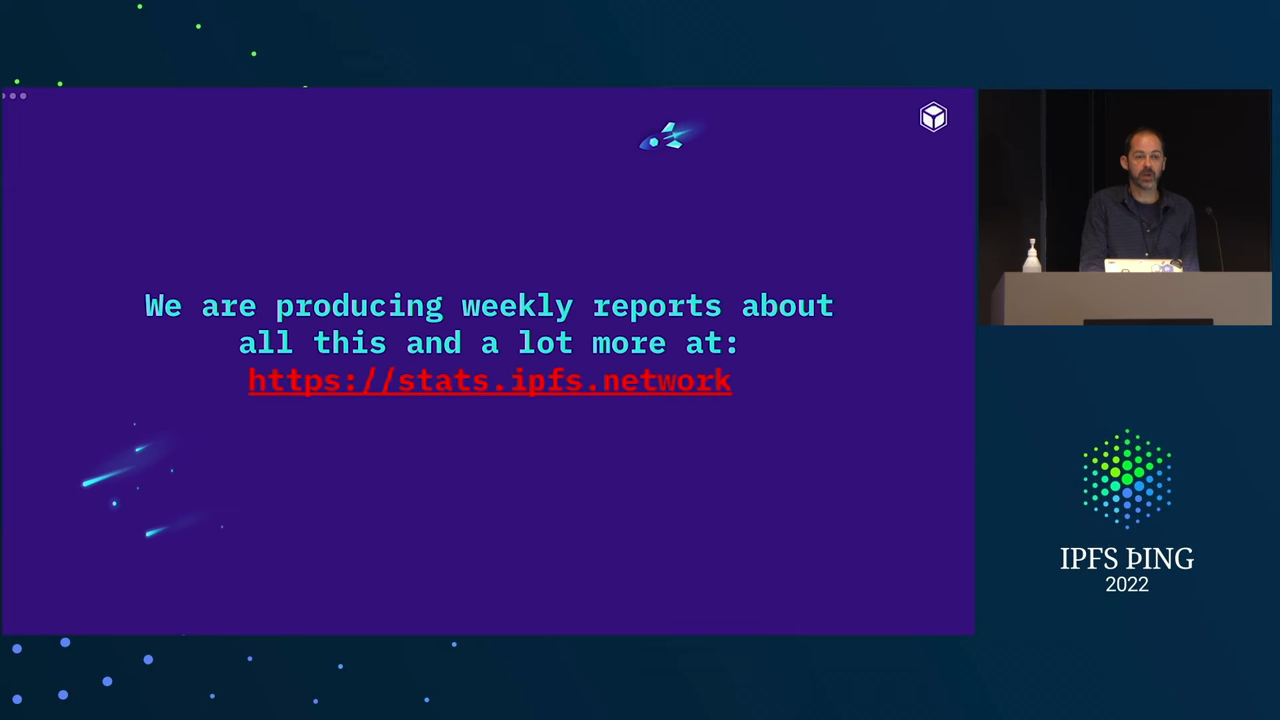 We are producing weekly reports about
all this and a lot more at:
https://stats.ipfs.network
IPFS ÞING
2022